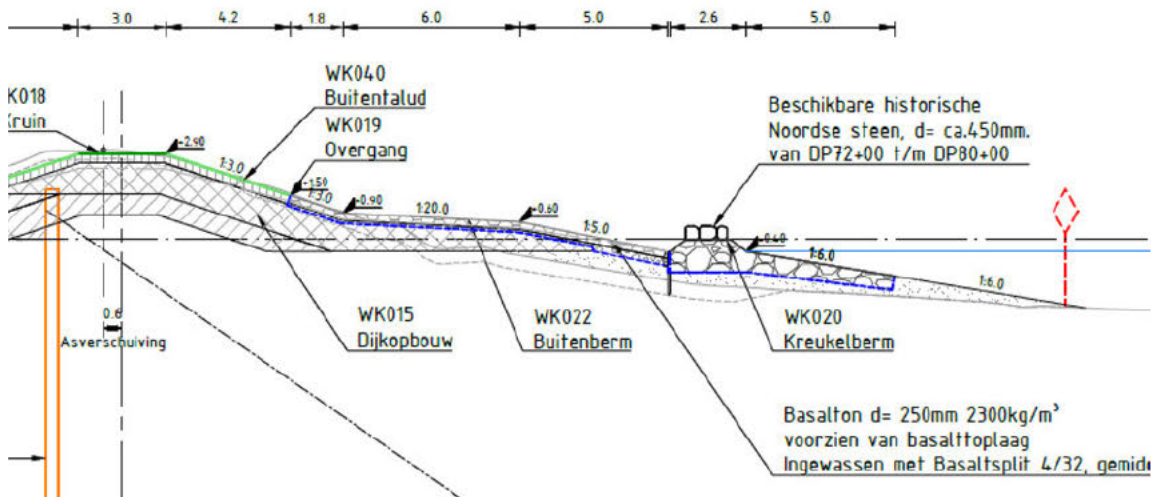 3.0
4.2
1.8
6.0
5.0
2.6
5.0
WK040
Buitentalud
K018
Kruin
WK019
Overgang
Beschikbare historische
Noordse steen, d= ca.450mm.
van DP72+00 t/m DP80+00
+2.90
1:3.0
+1.50
1:3.0
+0.90
1:20.0
+0.60
1:5.0
-0.40
1:6.0
1:6.0
0.6
Asverschuiving
WK015
Dijkopbouw
WK022
Buitenberm
WK020
Kreukelberm
Basalton d= 250mm 2300kg/m³
voorzien van basalttoplaag
Ingewassen met Basaltsplit 4/32, gemid